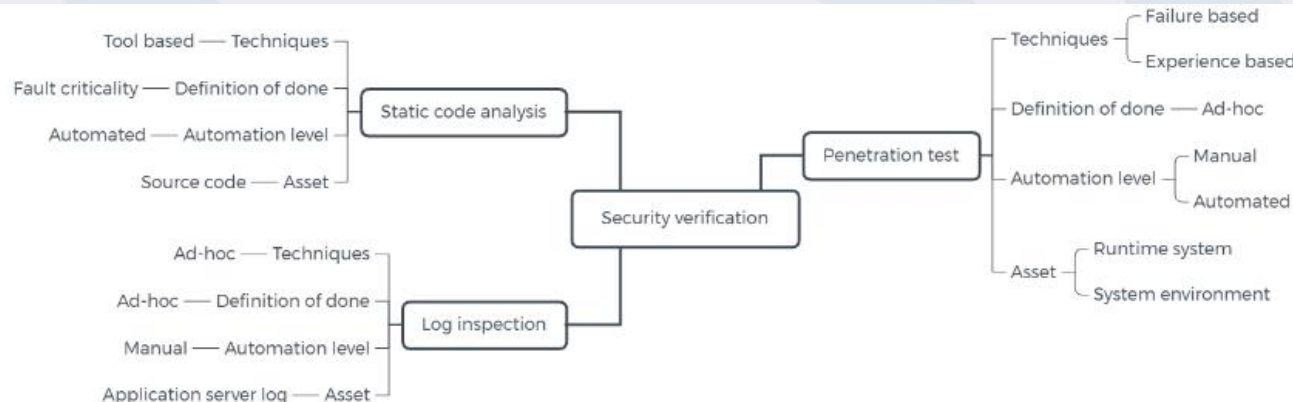 Tool based
Techniques
Fault criticality
Definition of done
Automated
Automation level
Source code
Asset
Static code analysis
Ad-hoc
Techniques
Ad-hoc
Definition of done
Manual
Automation level
Application server log
Asset
Log inspection
Security verification
Penetration test
Techniques
Failure based
Experience based
Definition of done
Ad-hoc
Automation level
Manual
Automated
Asset
Runtime system
System environment